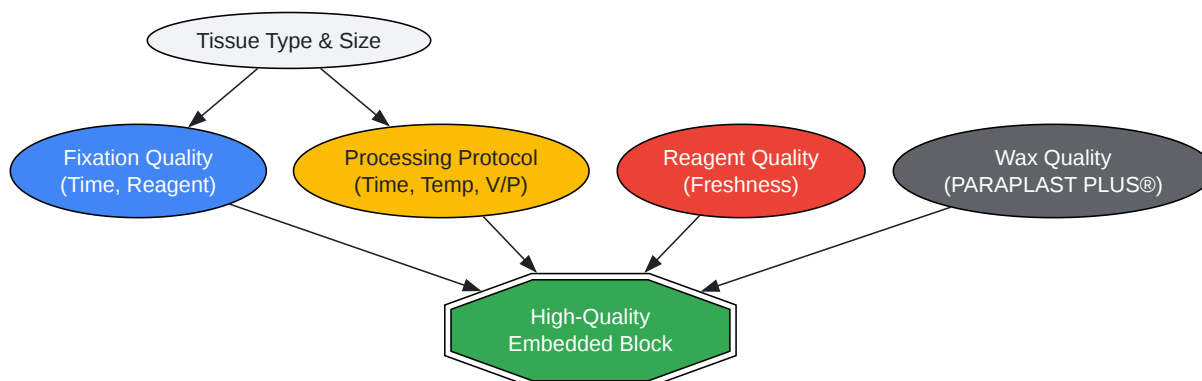 Tissue Type & Size
Fixation Quality
(Time, Reagent)
Processing Protocol
(Time, Temp, V/P)
Reagent Quality
(Freshness)
Wax Quality
(PARAPLAST PLUS®)
High-Quality
Embedded Block